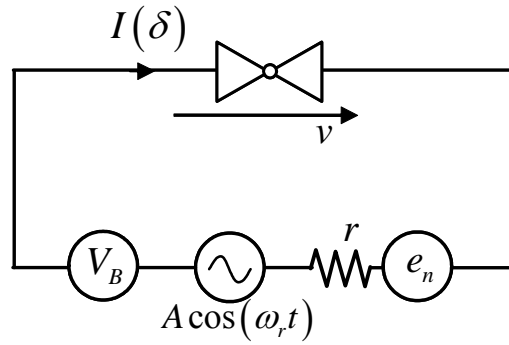 I(δ)
v
r
V_B
e_n
A cos(ω_r t)